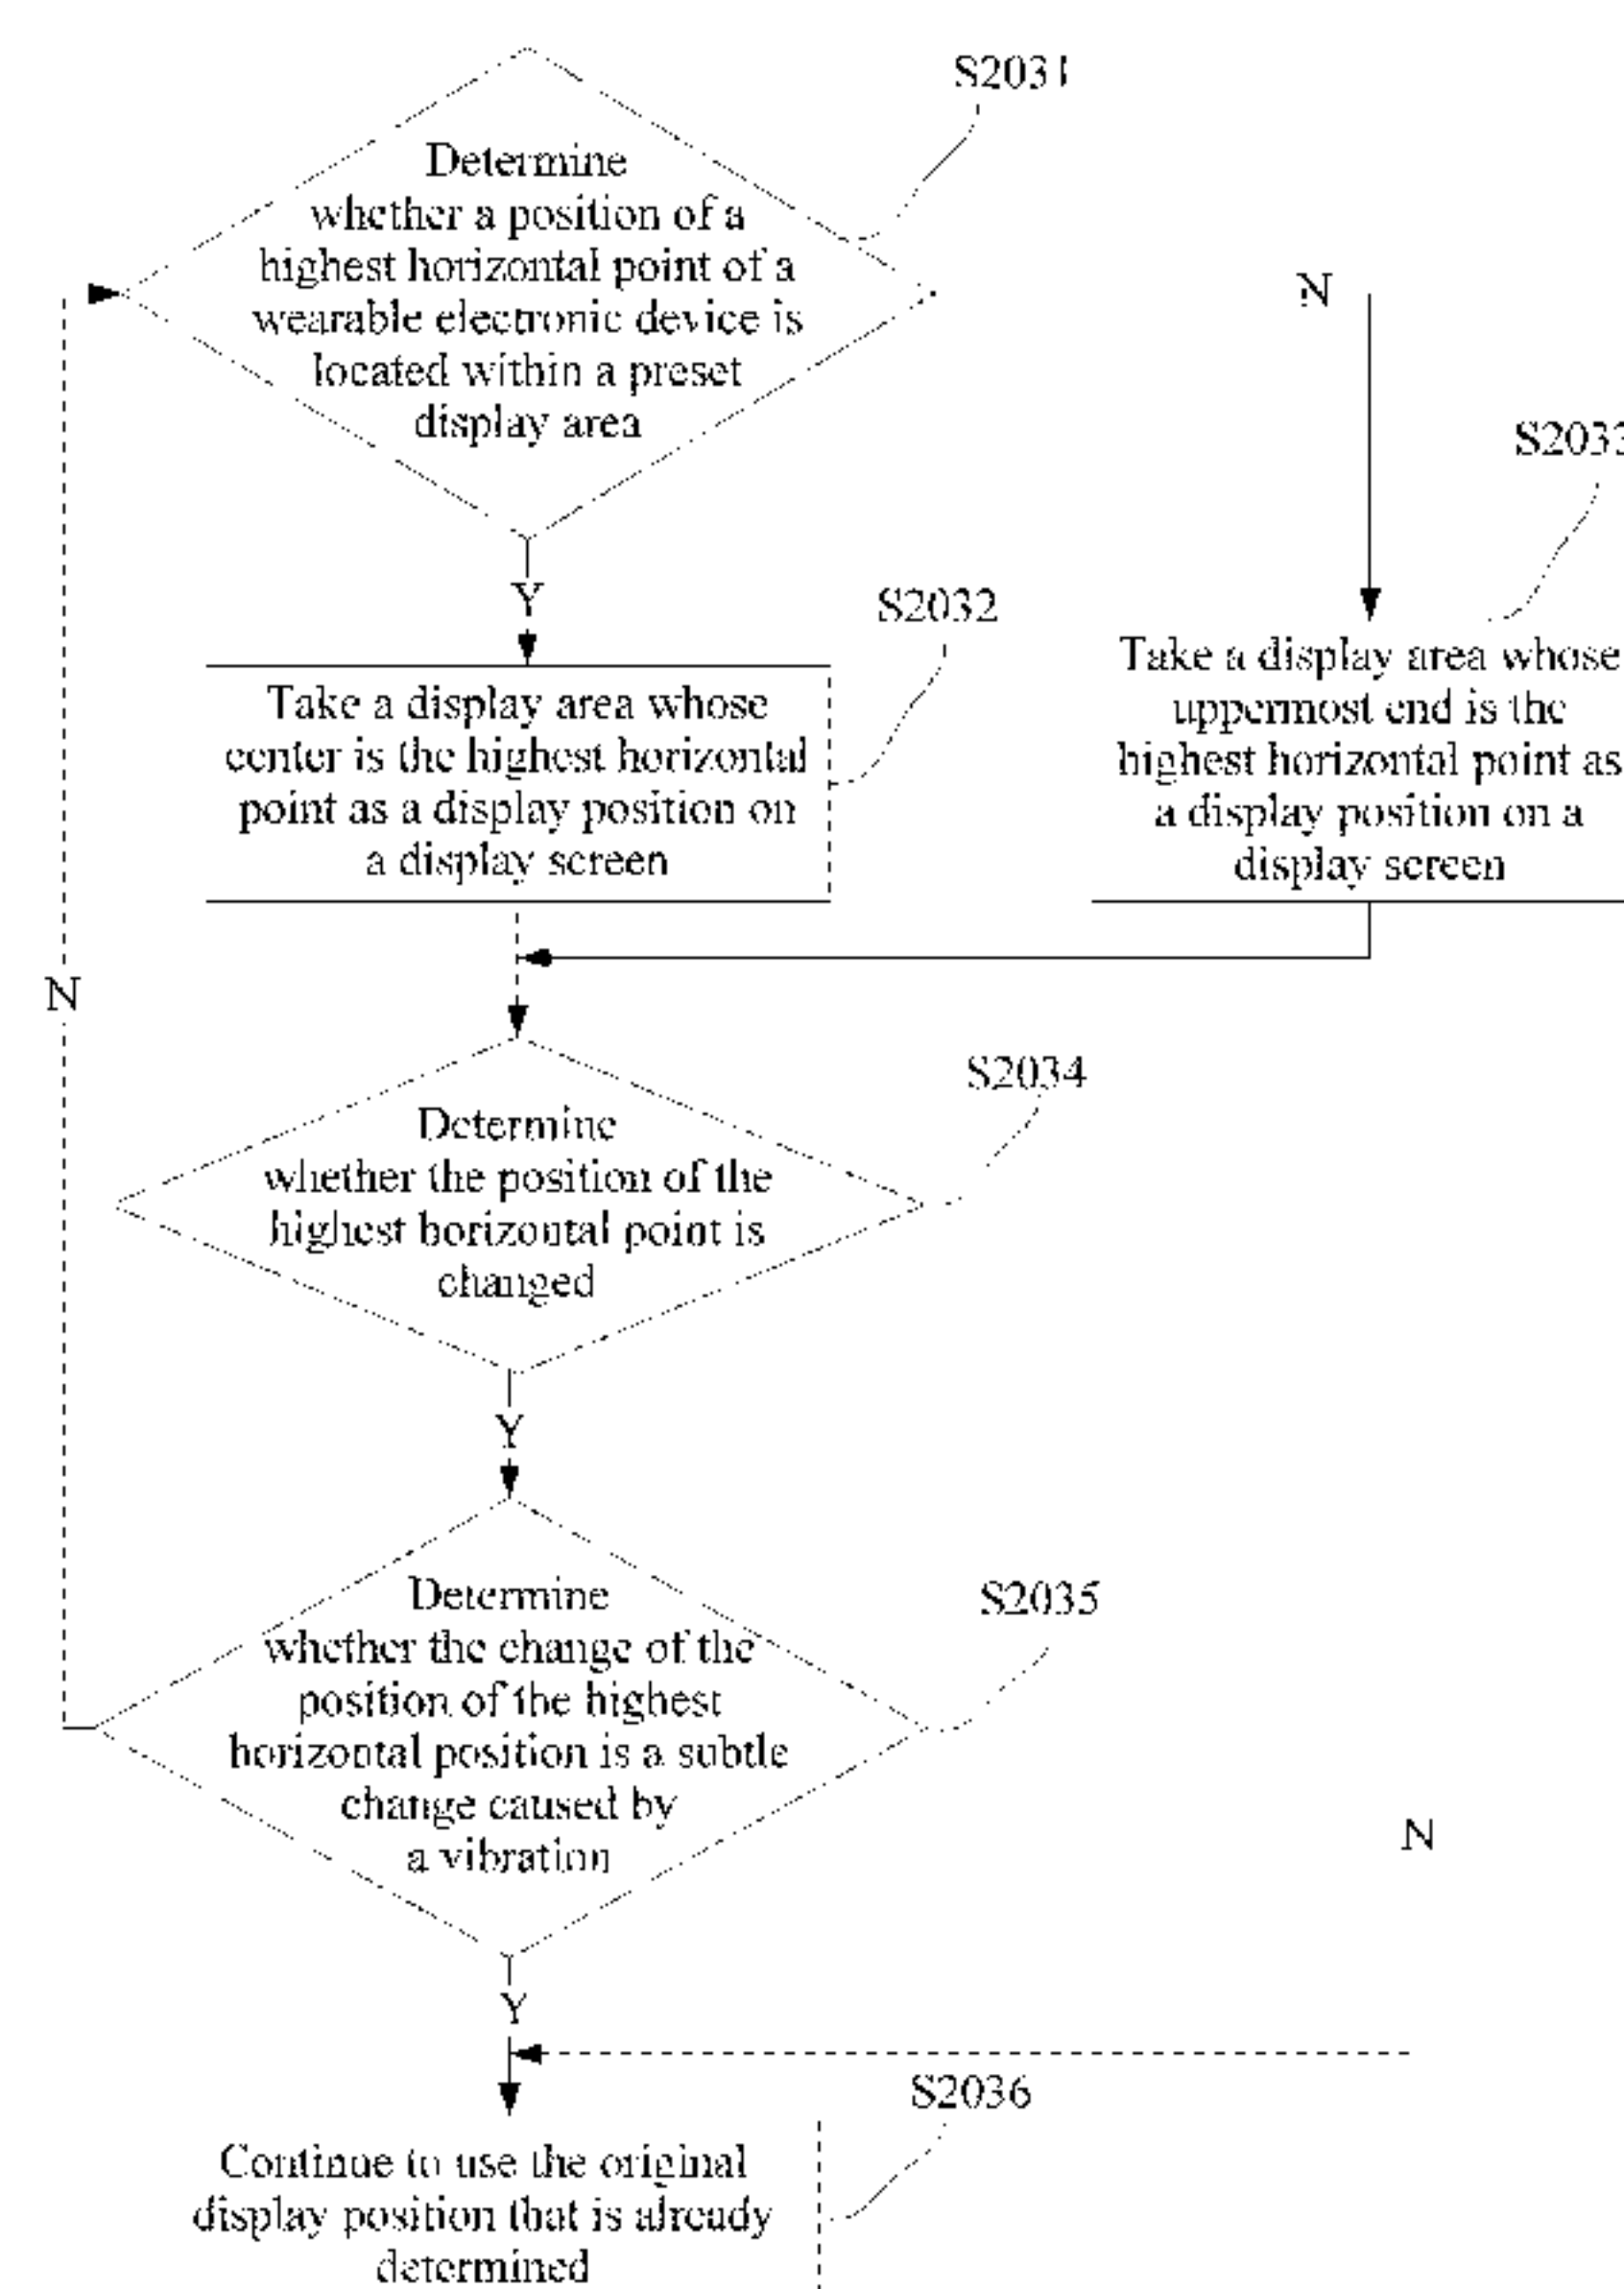 S2031
Determine
whether a position of a
highest horizontal point of a
wearable electronic device is
located within a preset
display area
N
Y
S2033
S2032
Take a display area whose
center is the highest horizontal
point as a display position on
a display screen
Take a display area whose
uppermost end is the
highest horizontal point as
a display position on a
display screen
N
S2034
Determine
whether the position of the
highest horizontal point is
changed
Y
S2035
Determine
whether the change of the
position of the highest
horizontal position is a subtle
change caused by
a vibration
N
Y
S2036
Continue to use the original
display position that is already
determined